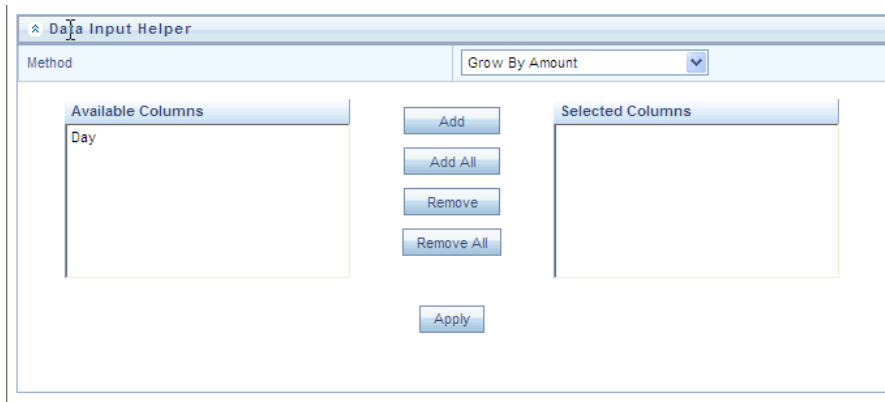 Data Input Helper
Method
Grow By Amount
Available Columns
Day
Add
Add All
Remove
Remove All
Selected Columns
Apply